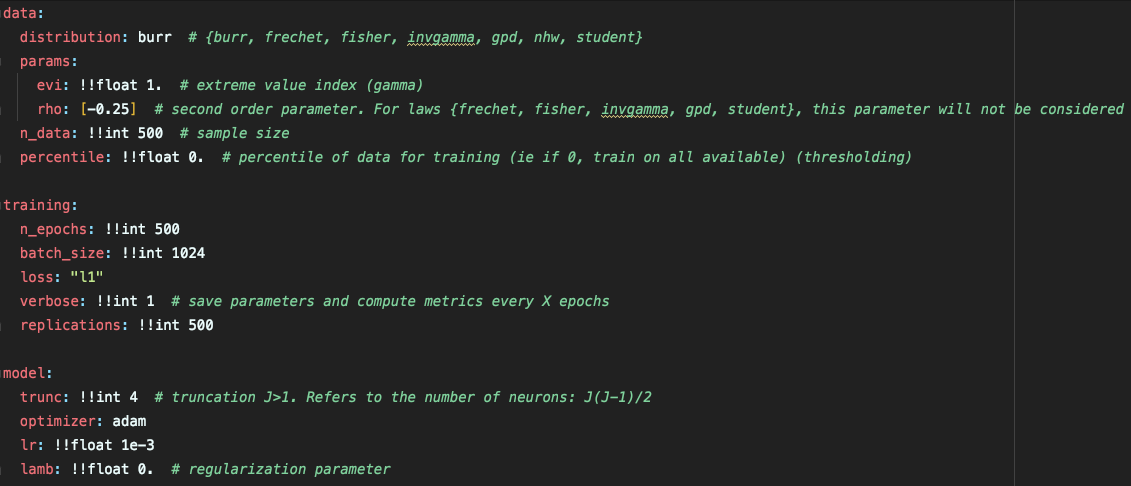 data:
  distribution: burr  # {burr, frechet, fisher, invgamma, gpd, nhw, student}
  params:
    evi: !!float 1.  # extreme value index (gamma)
    rho: [-0.25]  # second order parameter. For laws {frechet, fisher, invgamma, gpd, student}, this parameter will not be considered
  n_data: !!int 500  # sample size
  percentile: !!float 0.  # percentile of data for training (ie if 0, train on all available) (thresholding)

training:
  n_epochs: !!int 500
  batch_size: !!int 1024
  loss: "l1"
  verbose: !!int 1  # save parameters and compute metrics every X epochs
  replications: !!int 500

model:
  trunc: !!int 4  # truncation J>1. Refers to the number of neurons: J(J-1)/2
  optimizer: adam
  lr: !!float 1e-3
  lamb: !!float 0.  # regularization parameter